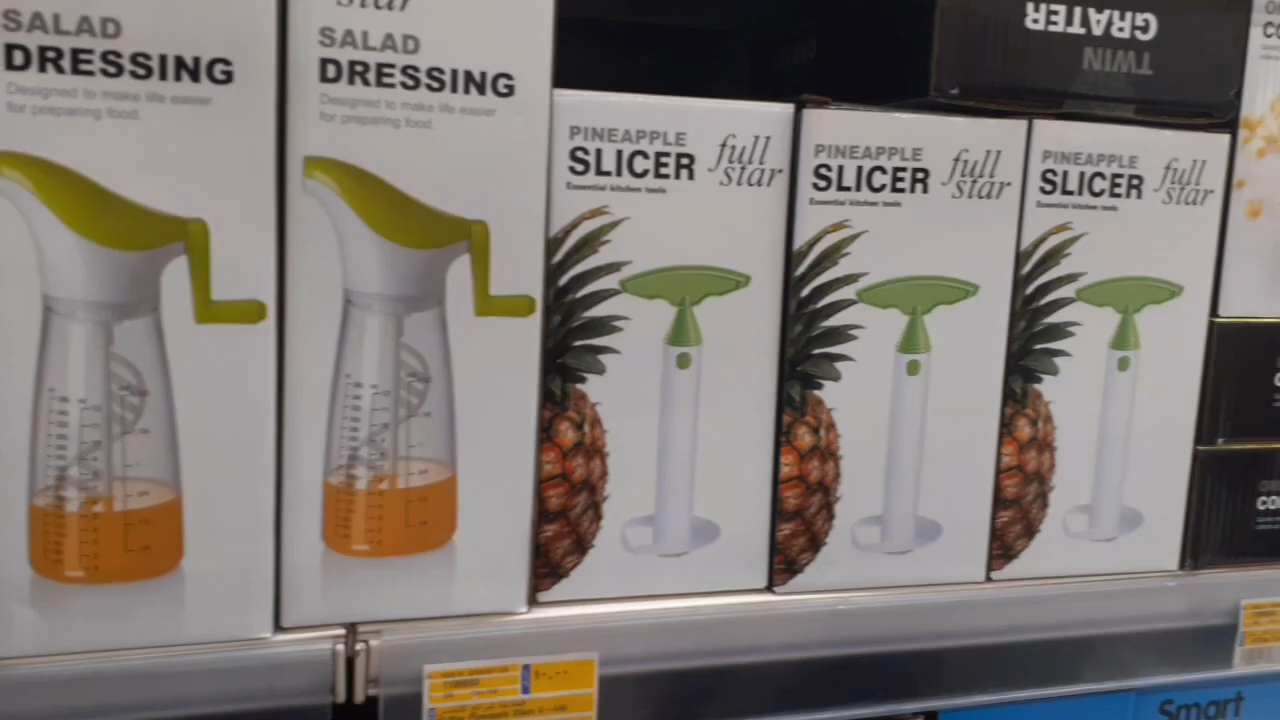 SALAD
DRESSING
Designed to make life easier
for preparing food.
star
SALAD
DRESSING
Designed to make life easier
for preparing food.
PINEAPPLE
SLICER
Essential kitchen tools
full
star
PINEAPPLE
SLICER
Essential kitchen tools
full
star
PINEAPPLE
SLICER
Essential kitchen tools
full
star
TWIN
GRATER
Smart